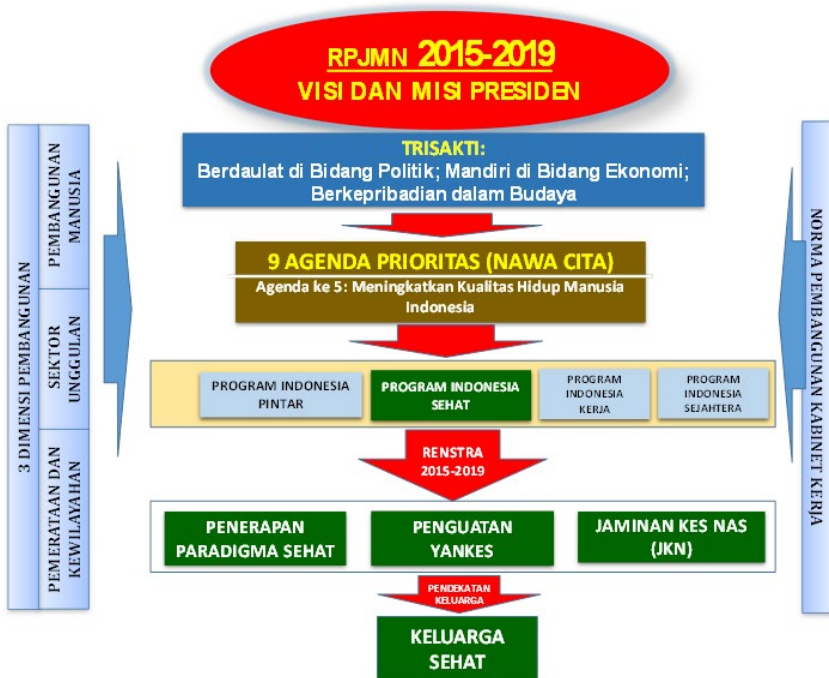 RPJMN 2015-2019
VISI DAN MISI PRESIDEN
TRISAKTI:
Berdaulat di Bidang Politik; Mandiri di Bidang Ekonomi;
Berkepribadian dalam Budaya
9 AGENDA PRIORITAS (NAWA CITA)
Agenda ke 5: Meningkatkan Kualitas Hidup Manusia
Indonesia
PROGRAM INDONESIA
PINTAR
PROGRAM INDONESIA
SEHAT
PROGRAM
INDONESIA
KERJA
PROGRAM
INDONESIA
SEJAHTERA
RENSTRA
2015-2019
PENERAPAN
PARADIGMA SEHAT
PENGUATAN
YANKES
JAMINAN KES NAS
(JKN)
PENDEKATAN
KELUARGA
KELUARGA
SEHAT
3 DIMENSI PEMBANGUNAN
PEMBANGUNAN
MANUSIA
SEKTOR
UNGGULAN
PEMERATAAN DAN
KEWILAYAHAN
NORMA PEMBANGUNAN KABINET KERJA